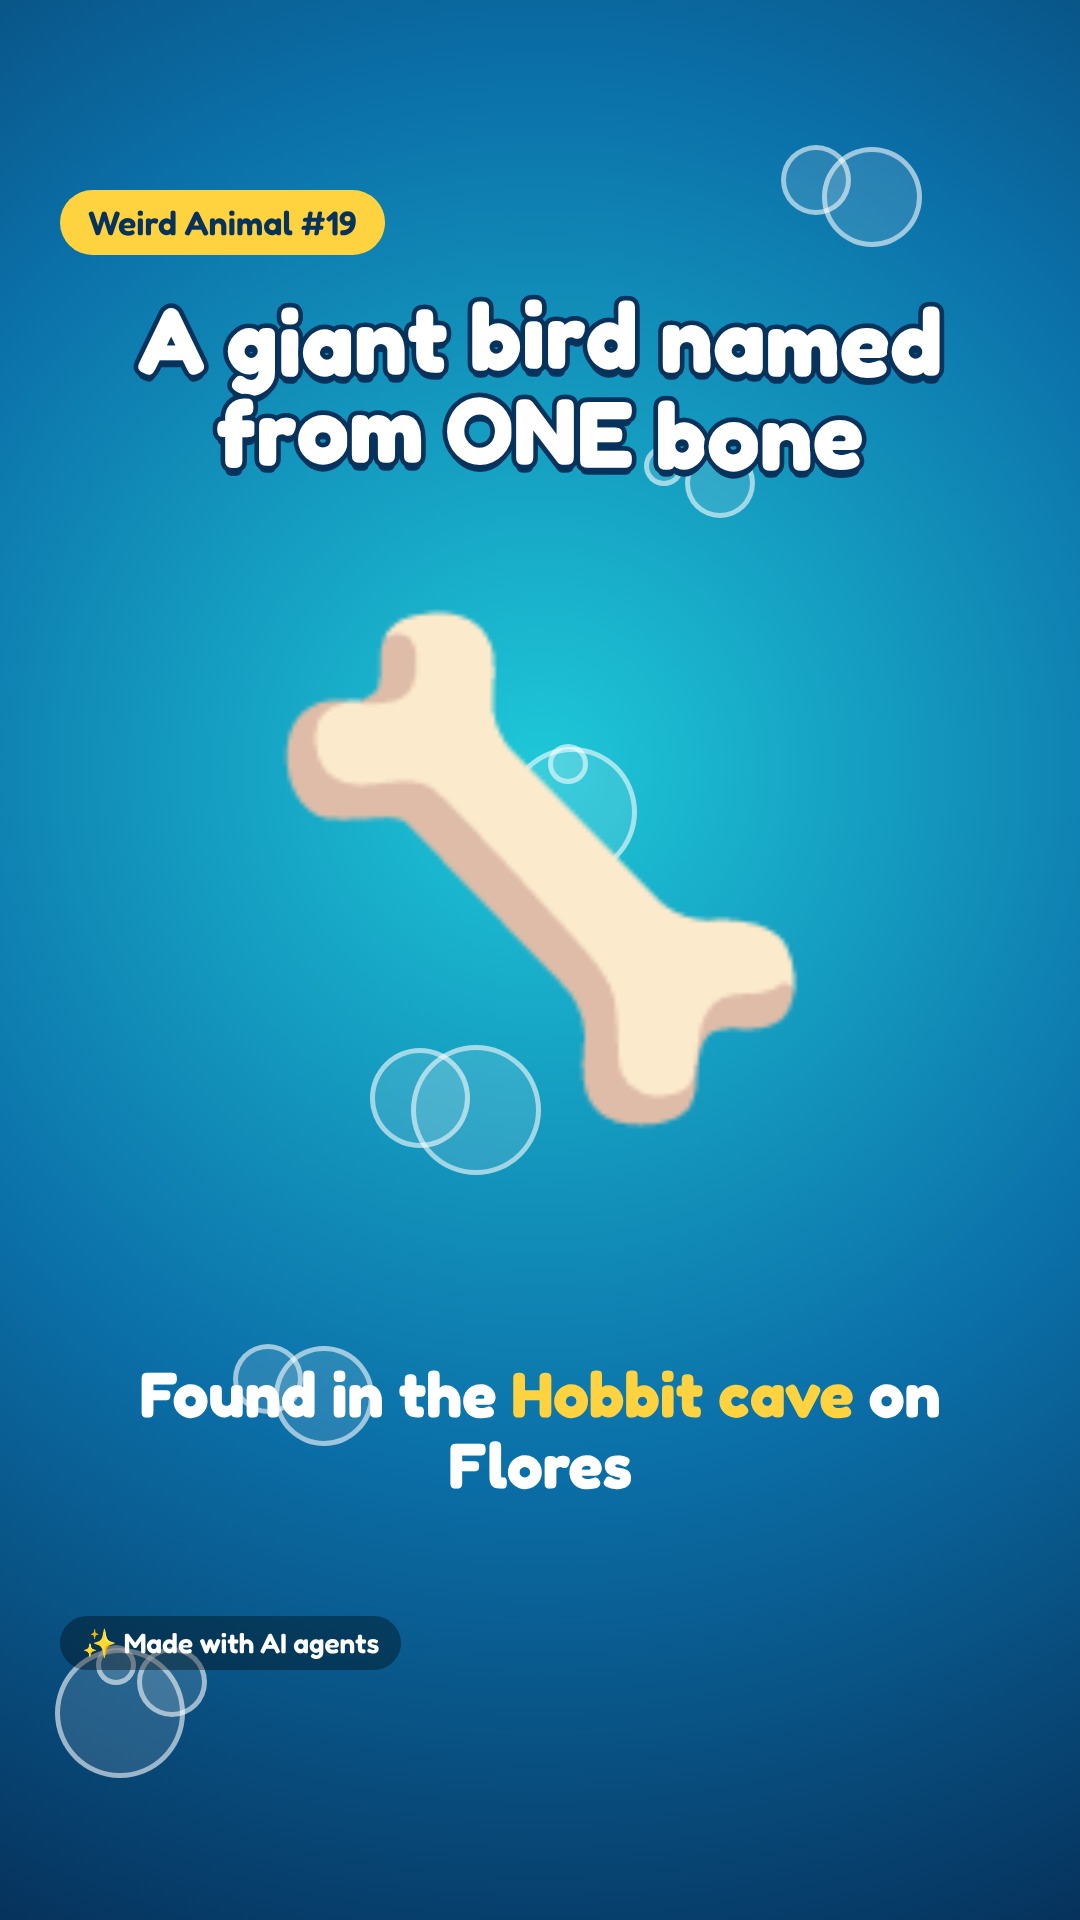 Weird Animal #19
A giant bird named
from ONE bone
Found in the Hobbit cave on
Flores
✨ Made with AI agents